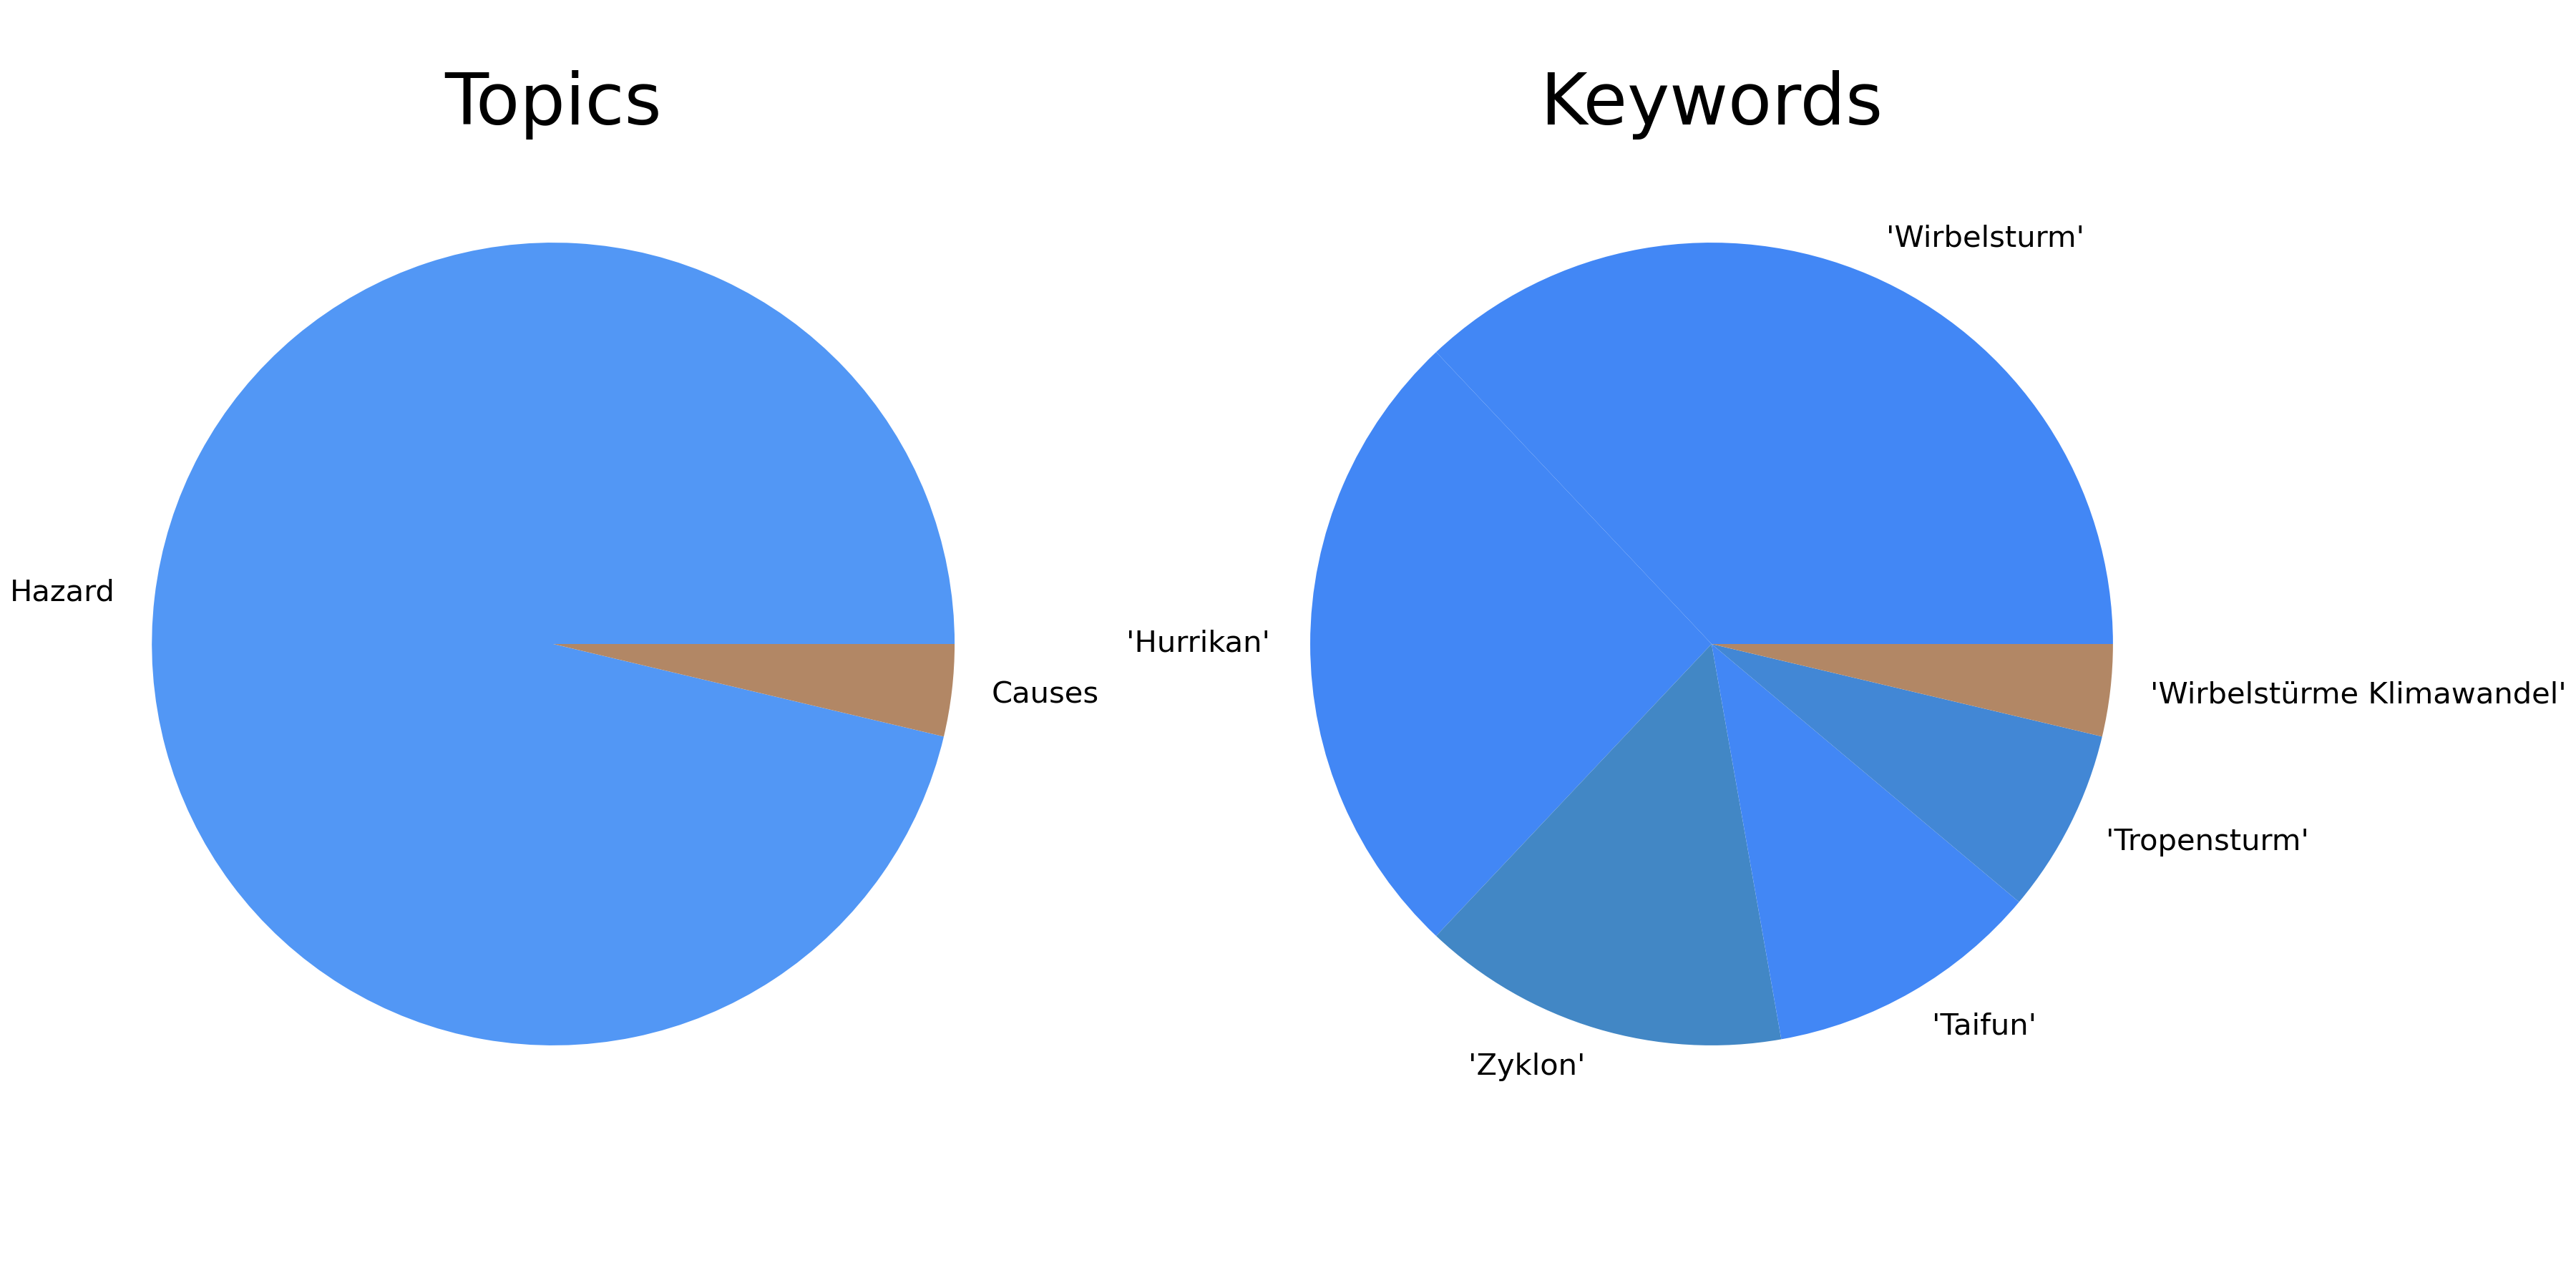 Topics
Hazard
Causes
Keywords
'Wirbelsturm'
'Hurrikan'
'Zyklon'
'Taifun'
'Tropensturm'
'Wirbelstürme Klimawandel'